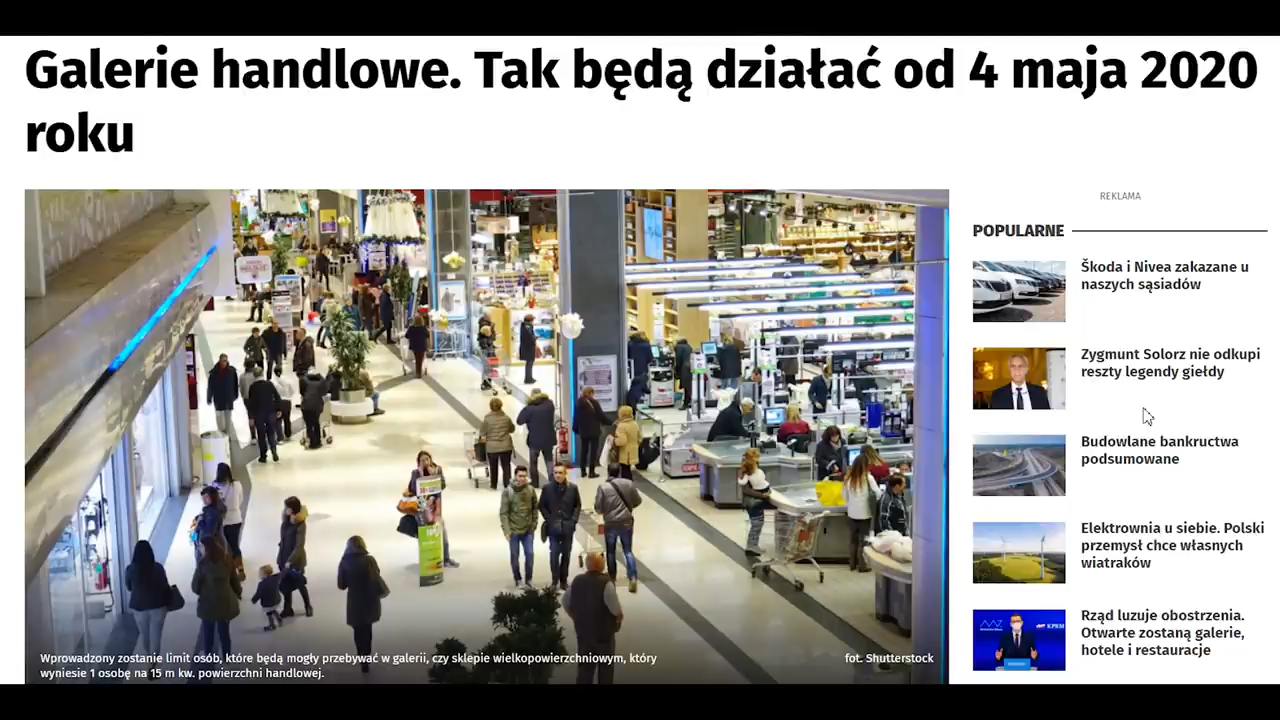 Galerie handlowe. Tak będą działać od 4 maja 2020
roku
Wprowadzony zostanie limit osób, które będą mogły przebywać w galerii, czy sklepie wielkopowierzchniowym, który
wyniesie 1 osobę na 15 m kw. powierzchni handlowej.
fot. Shutterstock
REKLAMA
POPULARNE
Škoda i Nivea zakazane u
naszych sąsiadów
Zygmunt Solorz nie odkupi
reszty legendy giełdy
Budowlane bankructwa
podsumowane
Elektrownia u siebie. Polski
przemysł chce własnych
wiatraków
Rząd luzuje obostrzenia.
Otwarte zostaną galerie,
hotele i restauracje